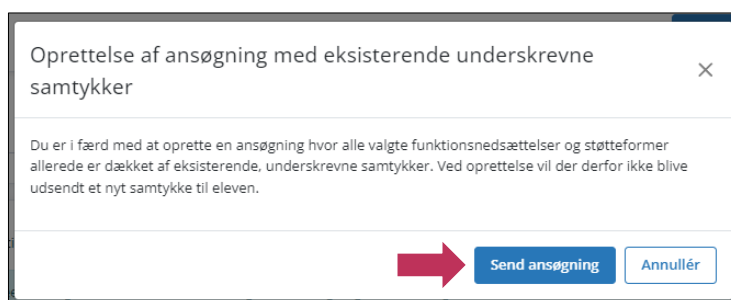 Oprettelse af ansøgning med eksisterende underskrevne
samtykker
Du er i færd med at oprette en ansøgning hvor alle valgte funktionsnedsættelser og støtteformer
allerede er dækket af eksisterende, underskrevne samtykker. Ved oprettelse vil der derfor ikke blive
udsendt et nyt samtykke til eleven.
Send ansøgning Annullér